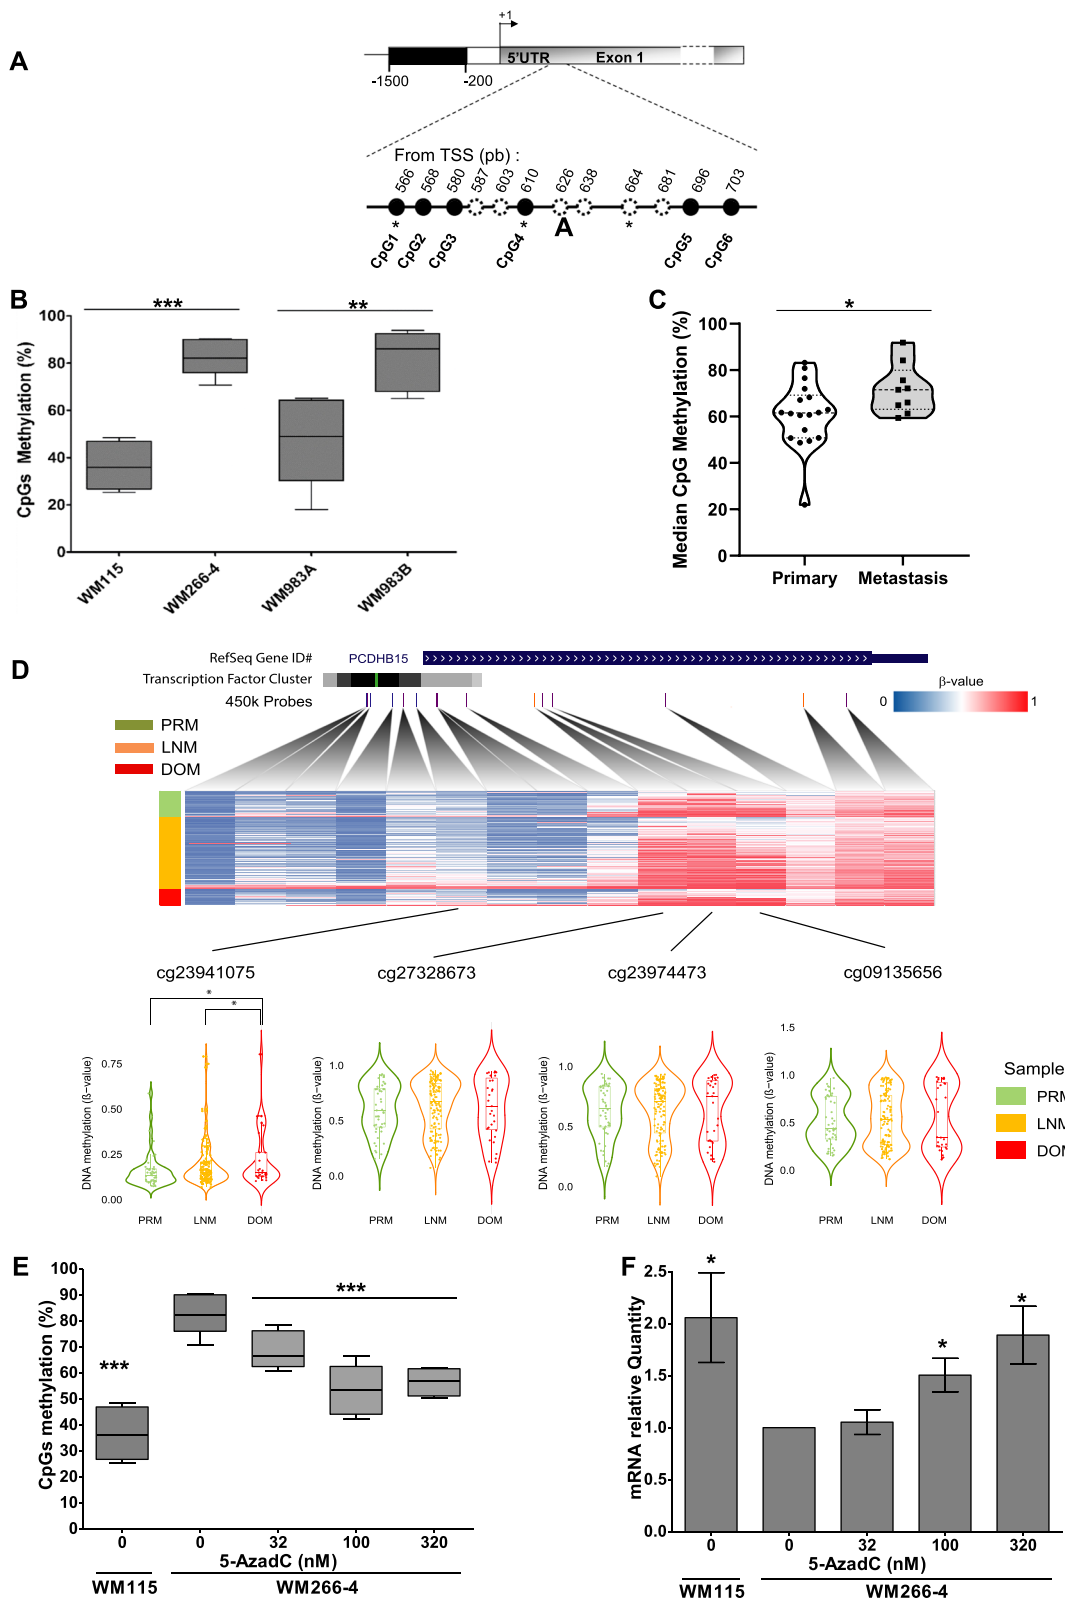 A
+1
5'UTR
Exon 1
-1500
-200
From TSS (pb) :
566
568
580
587
603
610
626
638
664
681
696
703
*
*
*
A
CpG1
CpG2
CpG3
CpG4
CpG5
CpG6
B
CpGs Methylation (%)
100
80
60
40
20
0
***
**
WM115
WM266-4
WM983A
WM983B
C
Median CpG Methylation (%)
100
80
60
40
20
0
*
Primary
Metastasis
D
RefSeq Gene ID#
PCDHB15
Transcription Factor Cluster
450k Probes
β-value
0
1
PRM
LNM
DOM
cg23941075
cg27328673
cg23974473
cg09135656
*
*
DNA methylation (ß−value)
0.75
0.50
0.25
0.00
PRM
LNM
DOM
DNA methylation (ß−value)
1.0
0.5
0.0
PRM
LNM
DOM
DNA methylation (ß−value)
1.0
0.5
0.0
PRM
LNM
DOM
DNA methylation (ß−value)
1.5
1.0
0.5
0.0
PRM
LNM
DOM
Sample
PRM
LNM
DOM
E
CpGs methylation (%)
100
90
80
70
60
50
40
30
20
10
0
***
***
0
0
32
100
320
5-AzadC (nM)
WM115
WM266-4
F
mRNA relative Quantity
2.5
2.0
1.5
1.0
0.5
0.0
*
*
*
0
0
32
100
320
5-AzadC (nM)
WM115
WM266-4